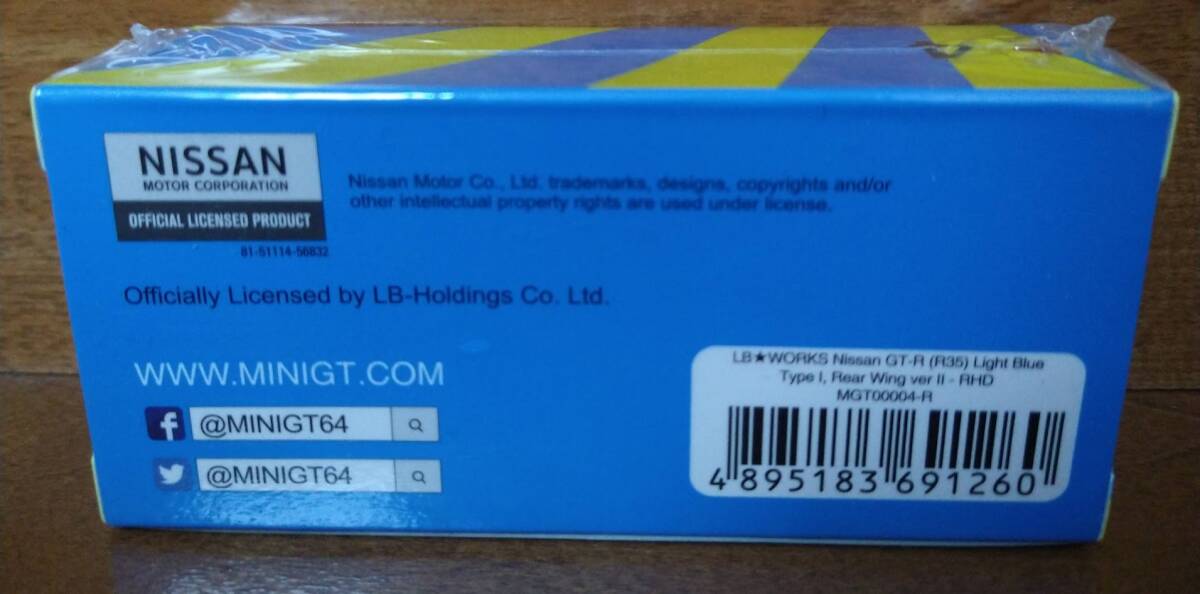 NISSAN
MOTOR CORPORATION
OFFICIAL LICENSED PRODUCT
81-51114-56832
Nissan Motor Co., Ltd. trademarks, designs, copyrights and/or
other intellectual property rights are used under license.
Officially Licensed by LB-Holdings Co. Ltd.
WWW.MINIGT.COM
@MINIGT64
@MINIGT64
LB★WORKS Nissan GT-R (R35) Light Blue
Type I, Rear Wing ver II - RHD
MGT00004-R
4 895183 691260